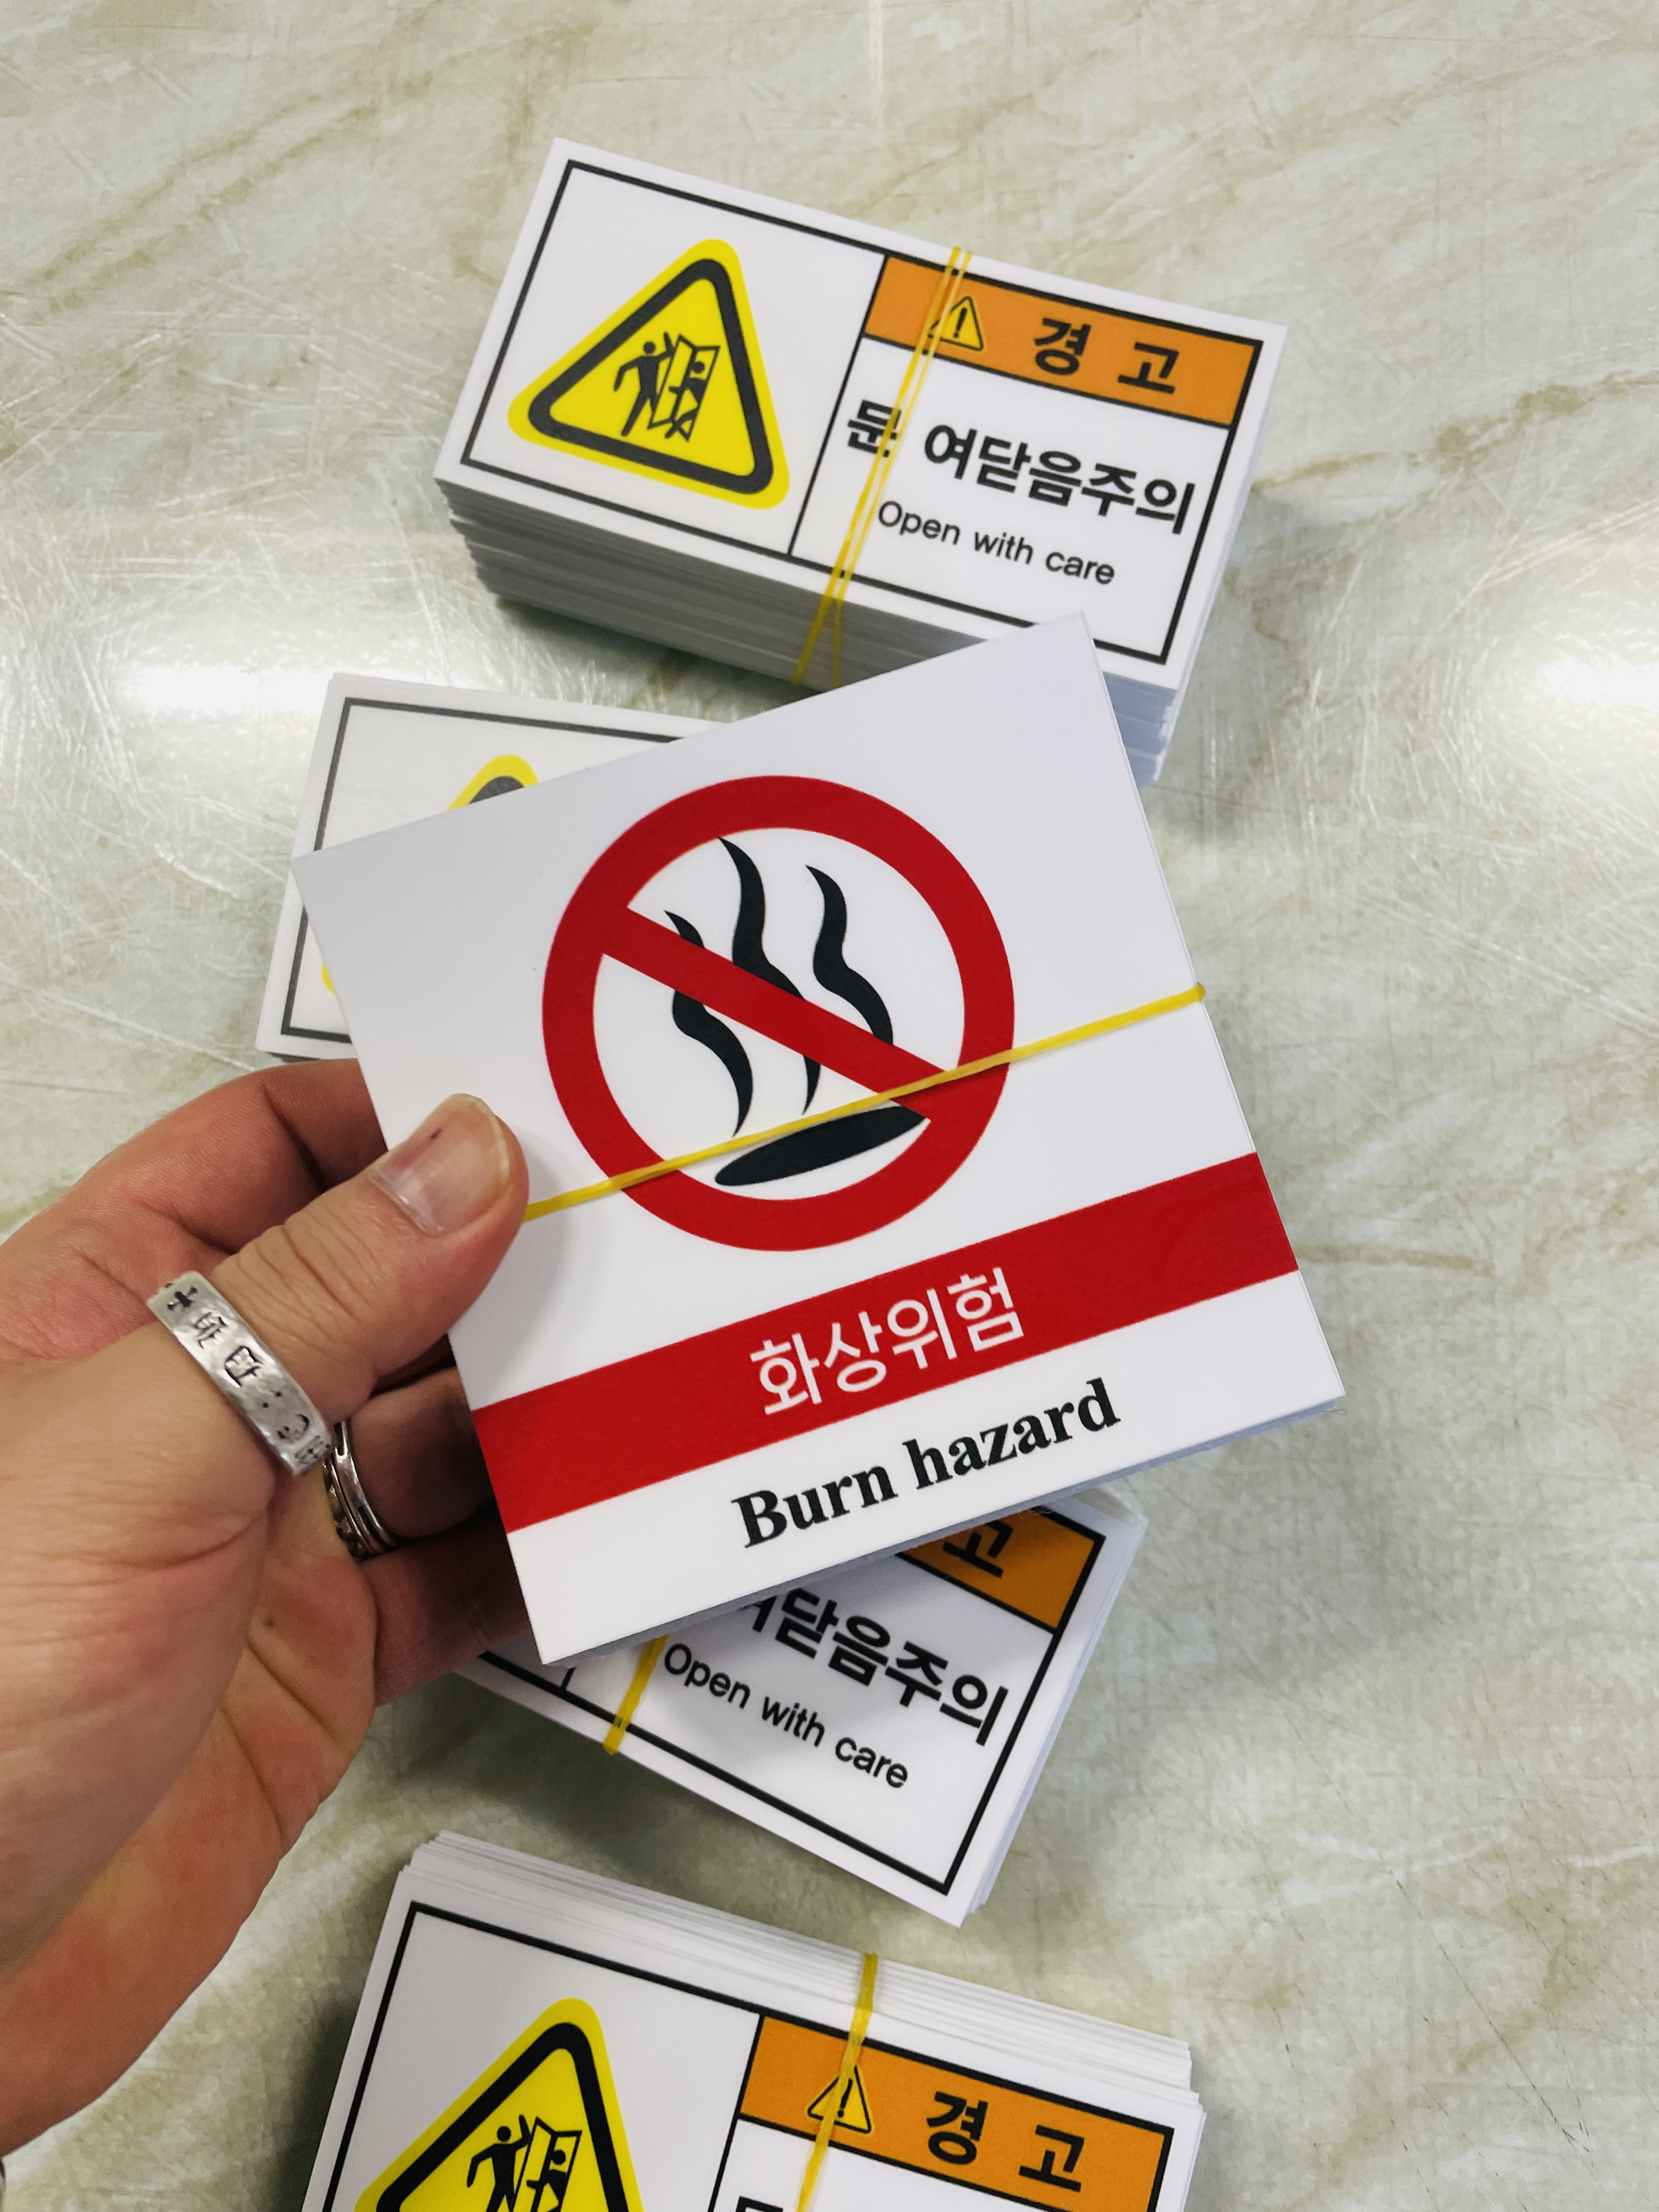 경 고
문 여닫음주의
Open with care
화상위험
Burn hazard
고
여닫음주의
Open with care
경 고